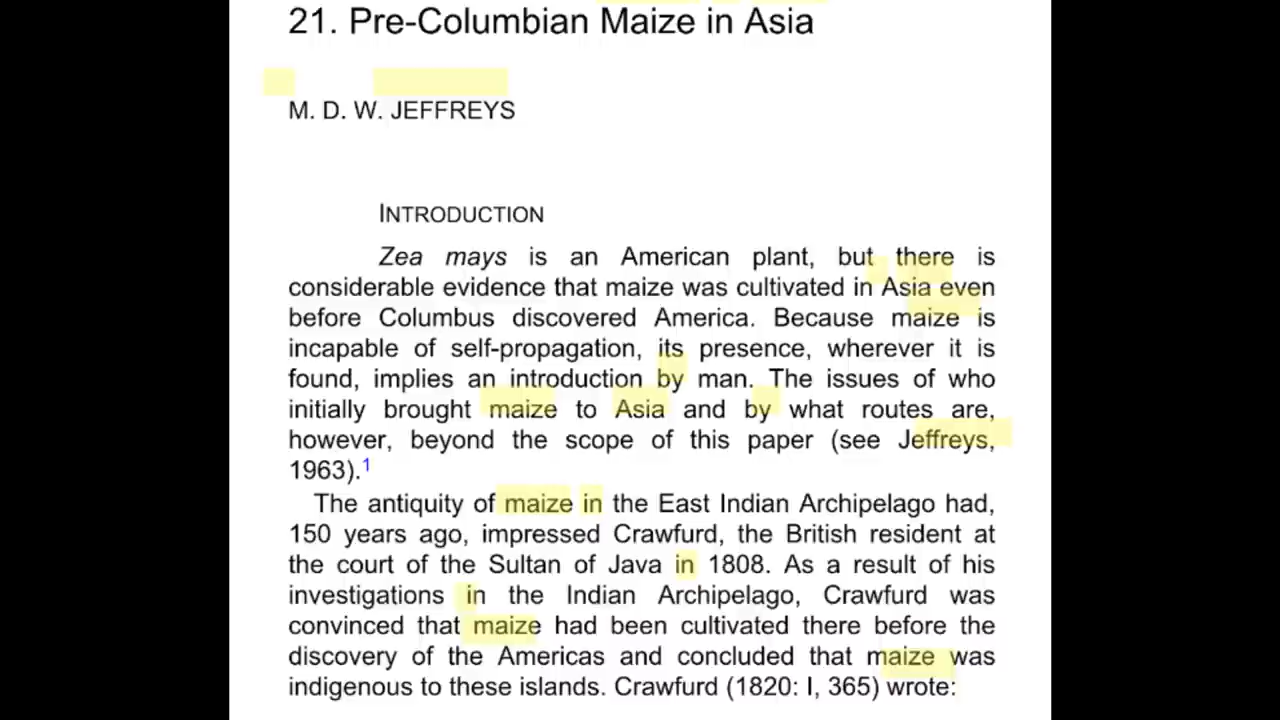 21. Pre-Columbian Maize in Asia
M. D. W. JEFFREYS
INTRODUCTION
Zea mays is an American plant, but there is
considerable evidence that maize was cultivated in Asia even
before Columbus discovered America. Because maize is
incapable of self-propagation, its presence, wherever it is
found, implies an introduction by man. The issues of who
initially brought maize to Asia and by what routes are,
however, beyond the scope of this paper (see Jeffreys,
1963).1
The antiquity of maize in the East Indian Archipelago had,
150 years ago, impressed Crawfurd, the British resident at
the court of the Sultan of Java in 1808. As a result of his
investigations in the Indian Archipelago, Crawfurd was
convinced that maize had been cultivated there before the
discovery of the Americas and concluded that maize was
indigenous to these islands. Crawfurd (1820: I, 365) wrote: